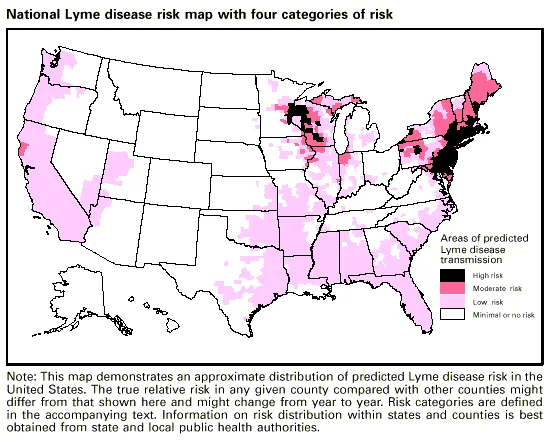 National Lyme disease risk map with four categories of risk
Areas of predicted
Lyme disease
transmission
High risk
Moderate risk
Low risk
Minimal or no risk
Note: This map demonstrates an approximate distribution of predicted Lyme disease risk in the
United States. The true relative risk in any given county compared with other counties might
differ from that shown here and might change from year to year. Risk categories are defined
in the accompanying text. Information on risk distribution within states and counties is best
obtained from state and local public health authorities.